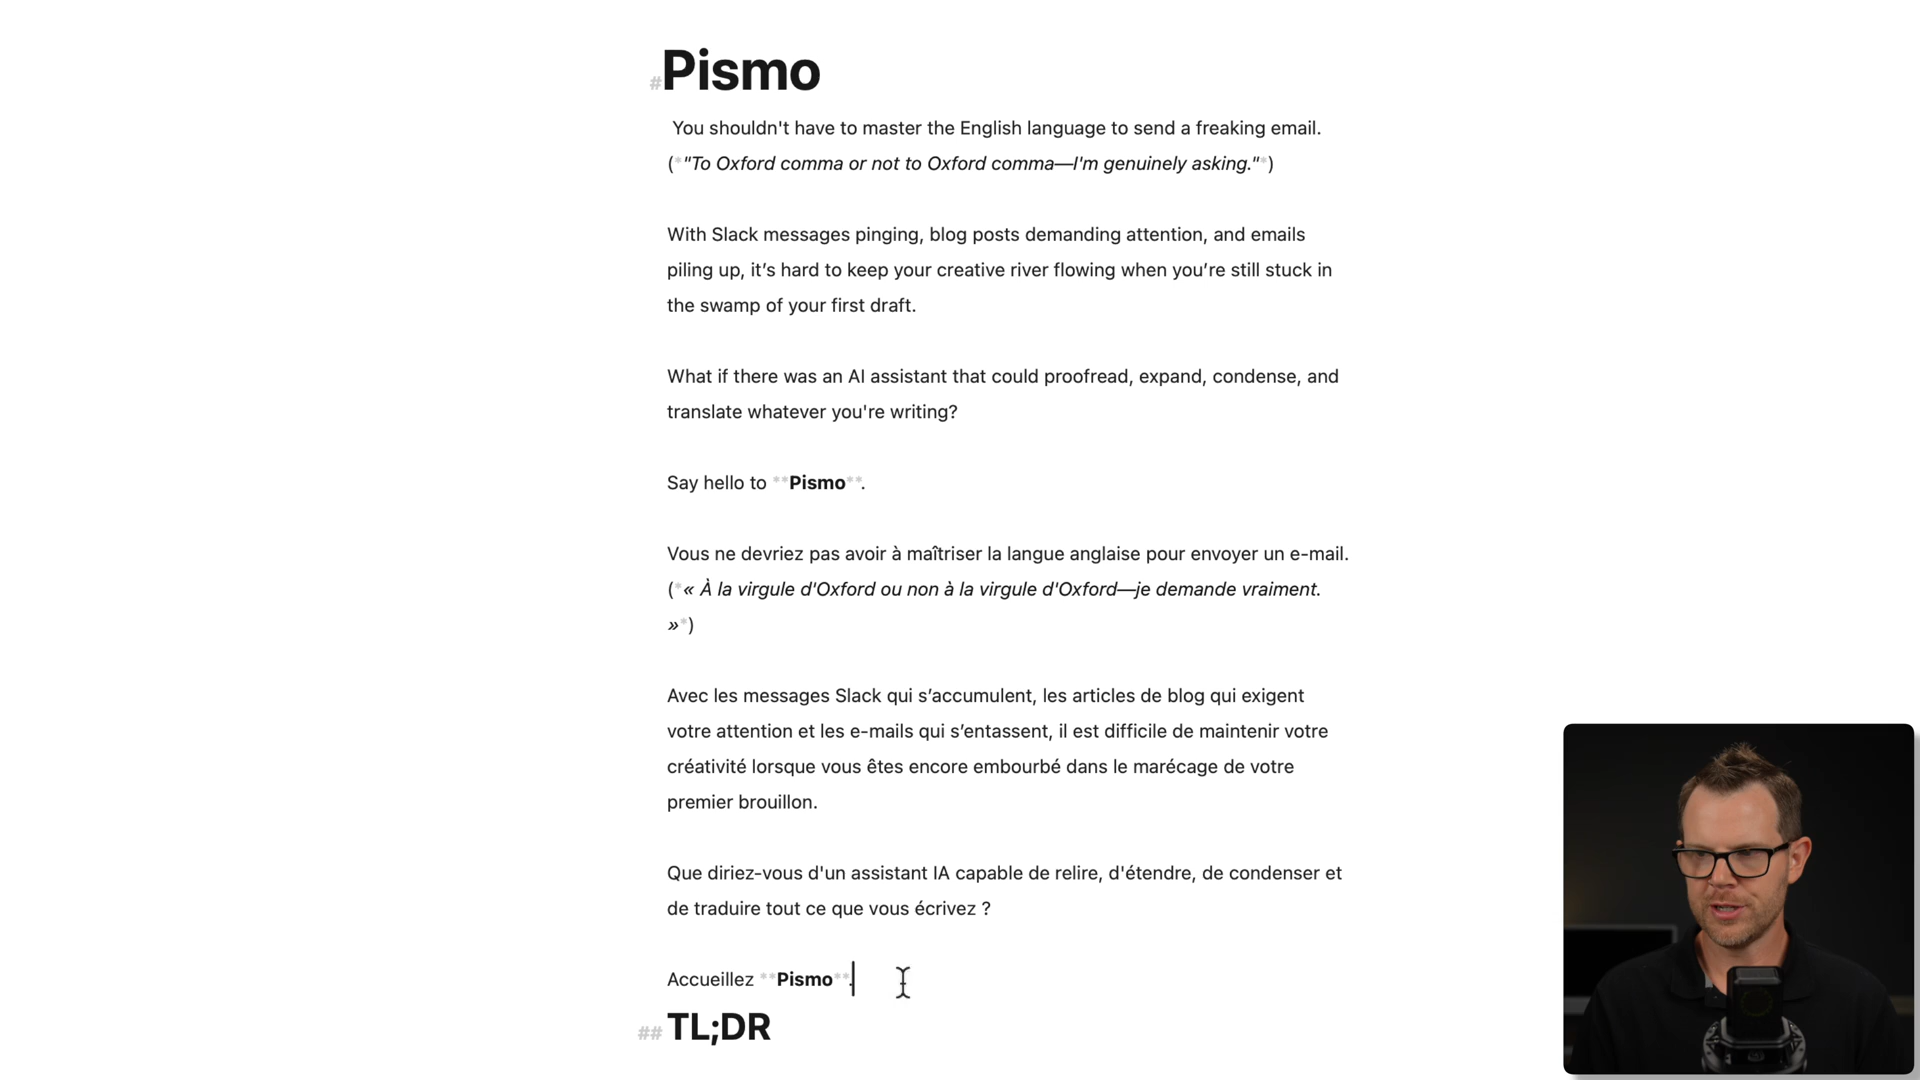 #Pismo
You shouldn't have to master the English language to send a freaking email.
(*"To Oxford comma or not to Oxford comma—I'm genuinely asking."*)
With Slack messages pinging, blog posts demanding attention, and emails
piling up, it’s hard to keep your creative river flowing when you’re still stuck in
the swamp of your first draft.
What if there was an AI assistant that could proofread, expand, condense, and
translate whatever you're writing?
Say hello to **Pismo**.
Vous ne devriez pas avoir à maîtriser la langue anglaise pour envoyer un e-mail.
(*« À la virgule d'Oxford ou non à la virgule d'Oxford—je demande vraiment.
»*)
Avec les messages Slack qui s’accumulent, les articles de blog qui exigent
votre attention et les e-mails qui s’entassent, il est difficile de maintenir votre
créativité lorsque vous êtes encore embourbé dans le marécage de votre
premier brouillon.
Que diriez-vous d'un assistant IA capable de relire, d'étendre, de condenser et
de traduire tout ce que vous écrivez ?
Accueillez **Pismo**.
## TL;DR